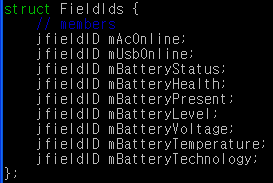 struct FieldIds {
    // members
    jfieldID mAcOnline;
    jfieldID mUsbOnline;
    jfieldID mBatteryStatus;
    jfieldID mBatteryHealth;
    jfieldID mBatteryPresent;
    jfieldID mBatteryLevel;
    jfieldID mBatteryVoltage;
    jfieldID mBatteryTemperature;
    jfieldID mBatteryTechnology;
};